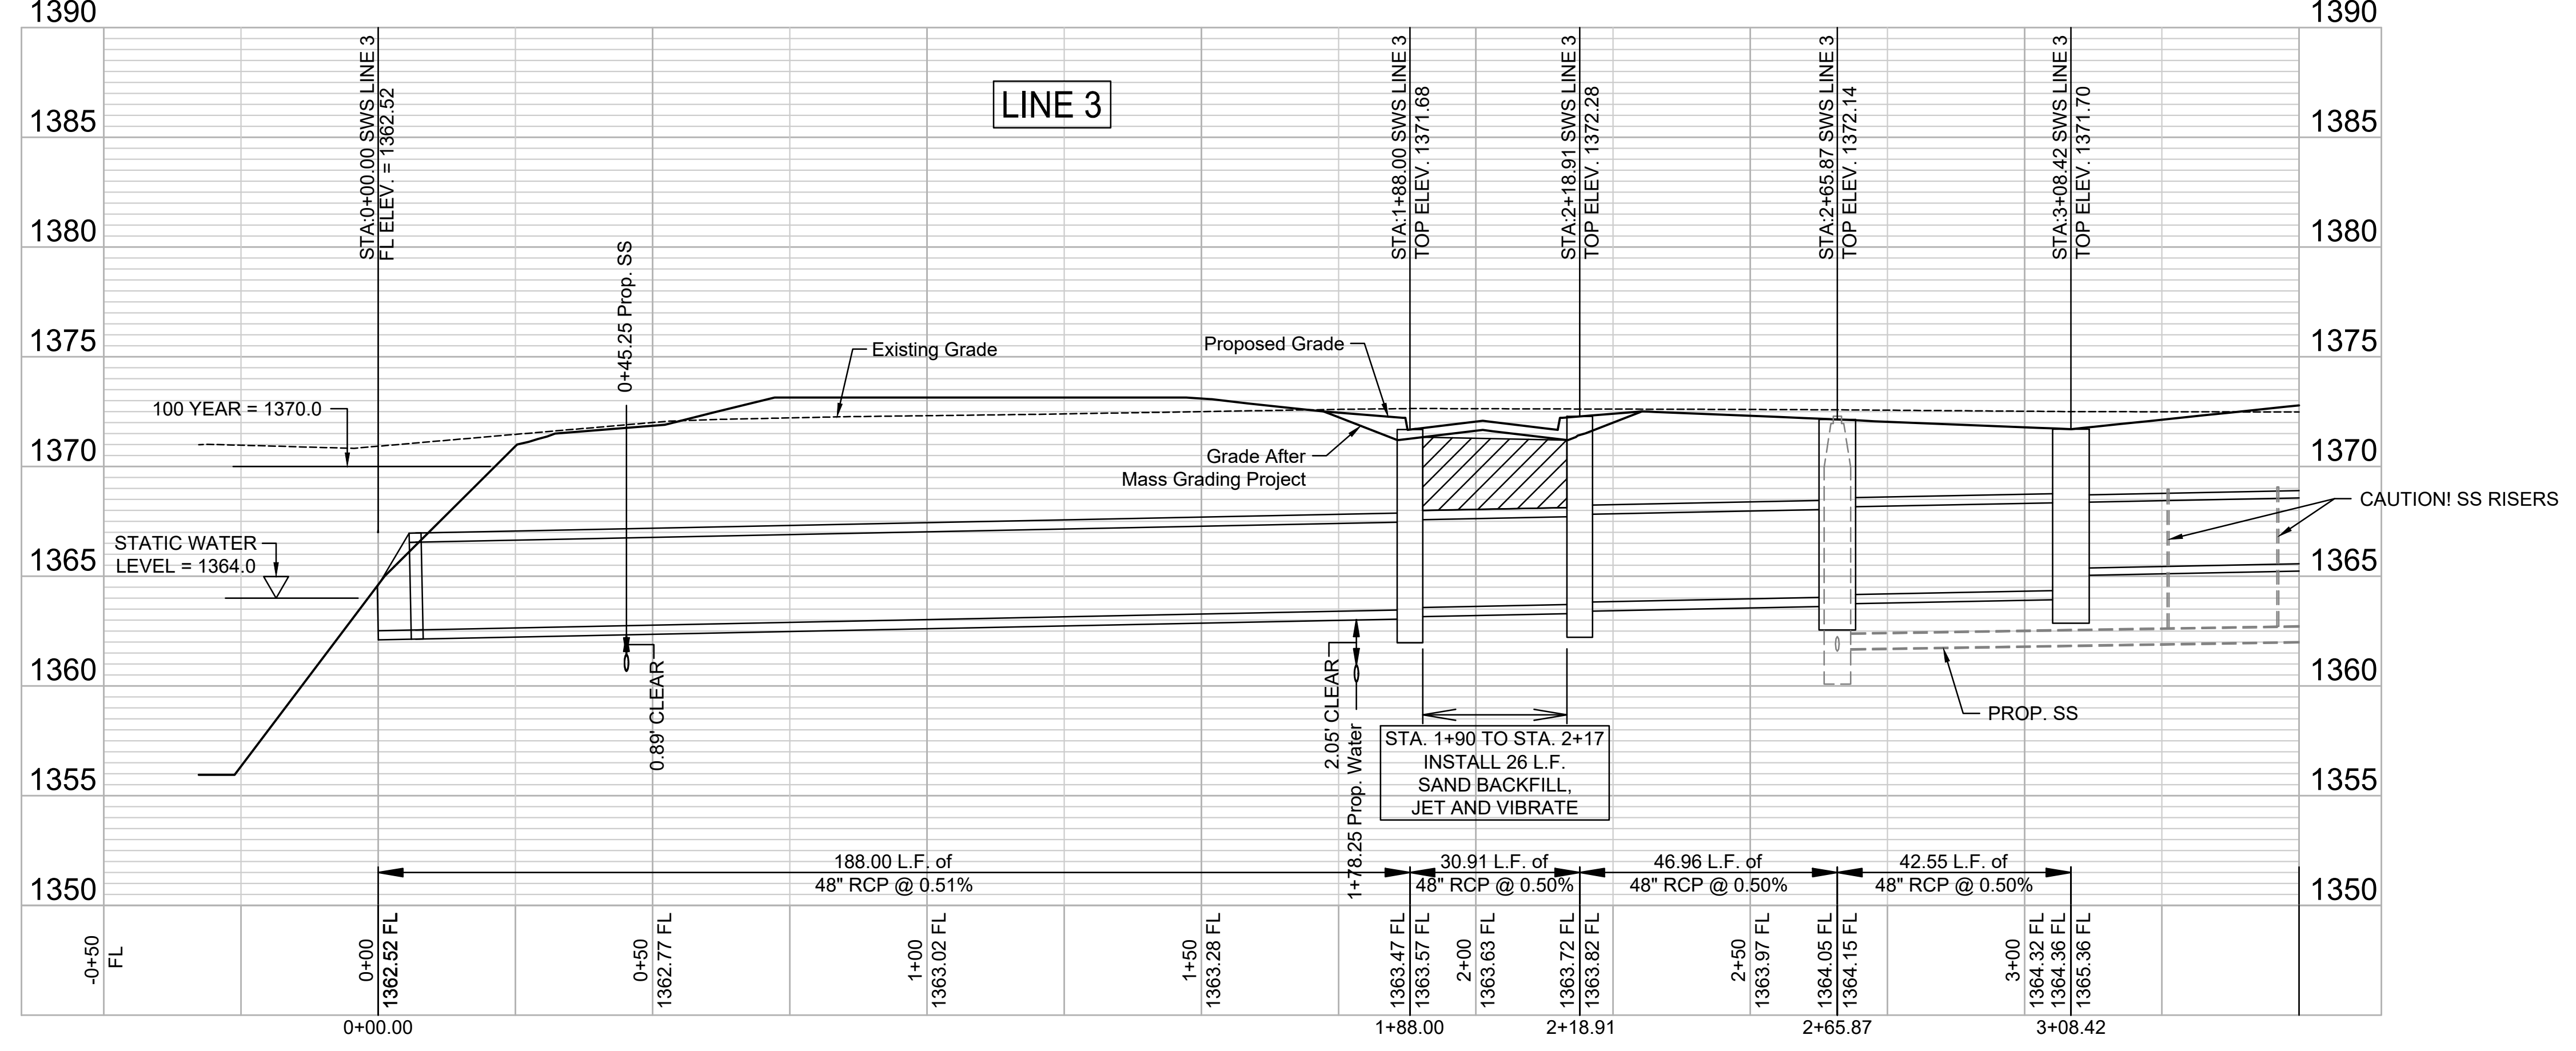 1390
1390
STA:0+00.00 SWS LINE 3
FL ELEV. = 1362.52
STA:1+88.00 SWS LINE 3
TOP ELEV. 1371.68
STA:2+18.91 SWS LINE 3
TOP ELEV. 1372.28
STA:2+65.87 SWS LINE 3
TOP ELEV. 1372.14
STA:3+08.42 SWS LINE 3
TOP ELEV. 1371.70
LINE 3
1385
1385
1380
1380
0+45.25 Prop. SS
1375
1375
Existing Grade
Proposed Grade
100 YEAR = 1370.0
Grade After
Mass Grading Project
1370
1370
CAUTION! SS RISERS
STATIC WATER
LEVEL = 1364.0
1365
1365
1360
1360
0.89' CLEAR
2.05' CLEAR
1+78.25 Prop. Water
PROP. SS
STA. 1+90 TO STA. 2+17
INSTALL 26 L.F.
SAND BACKFILL,
JET AND VIBRATE
1355
1355
188.00 L.F. of
48" RCP @ 0.51%
30.91 L.F. of
48" RCP @ 0.50%
46.96 L.F. of
48" RCP @ 0.50%
42.55 L.F. of
48" RCP @ 0.50%
1350
1350
-0+50
FL
0+00
1362.52 FL
0+50
1362.77 FL
1+00
1363.02 FL
1+50
1363.28 FL
1363.47 FL
1363.57 FL
2+00
1363.63 FL
1363.72 FL
1363.82 FL
2+50
1363.97 FL
1364.05 FL
1364.15 FL
3+00
1364.32 FL
1364.36 FL
1365.36 FL
0+00.00
1+88.00
2+18.91
2+65.87
3+08.42